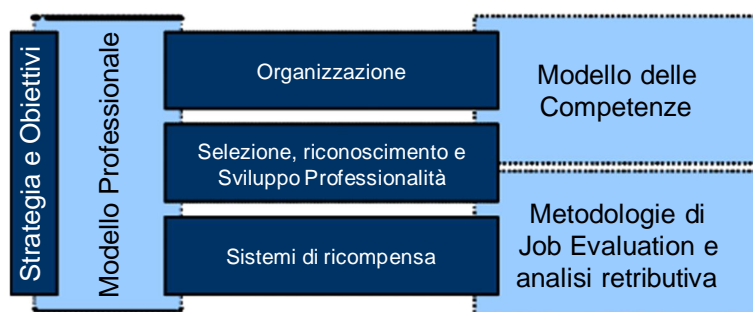 Strategia e Obiettivi
Modello Professionale
Organizzazione
Selezione, riconoscimento e
Sviluppo Professionalità
Sistemi di ricompensa
Modello delle
Competenze
Metodologie di
Job Evaluation e
analisi retributiva